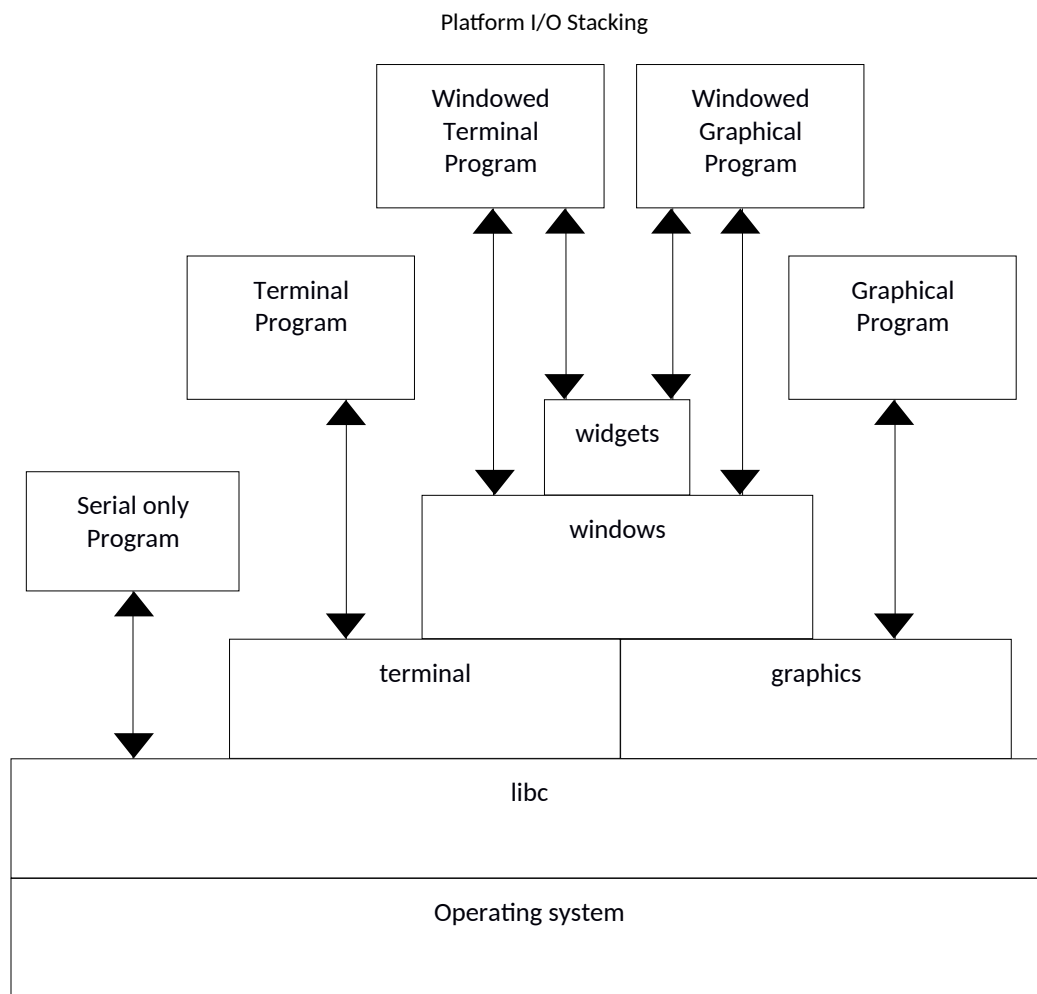 Platform I/O Stacking
Windowed
Terminal
Program
Windowed
Graphical
Program
Terminal
Program
Graphical
Program
widgets
Serial only
Program
windows
terminal
graphics
libc
Operating system